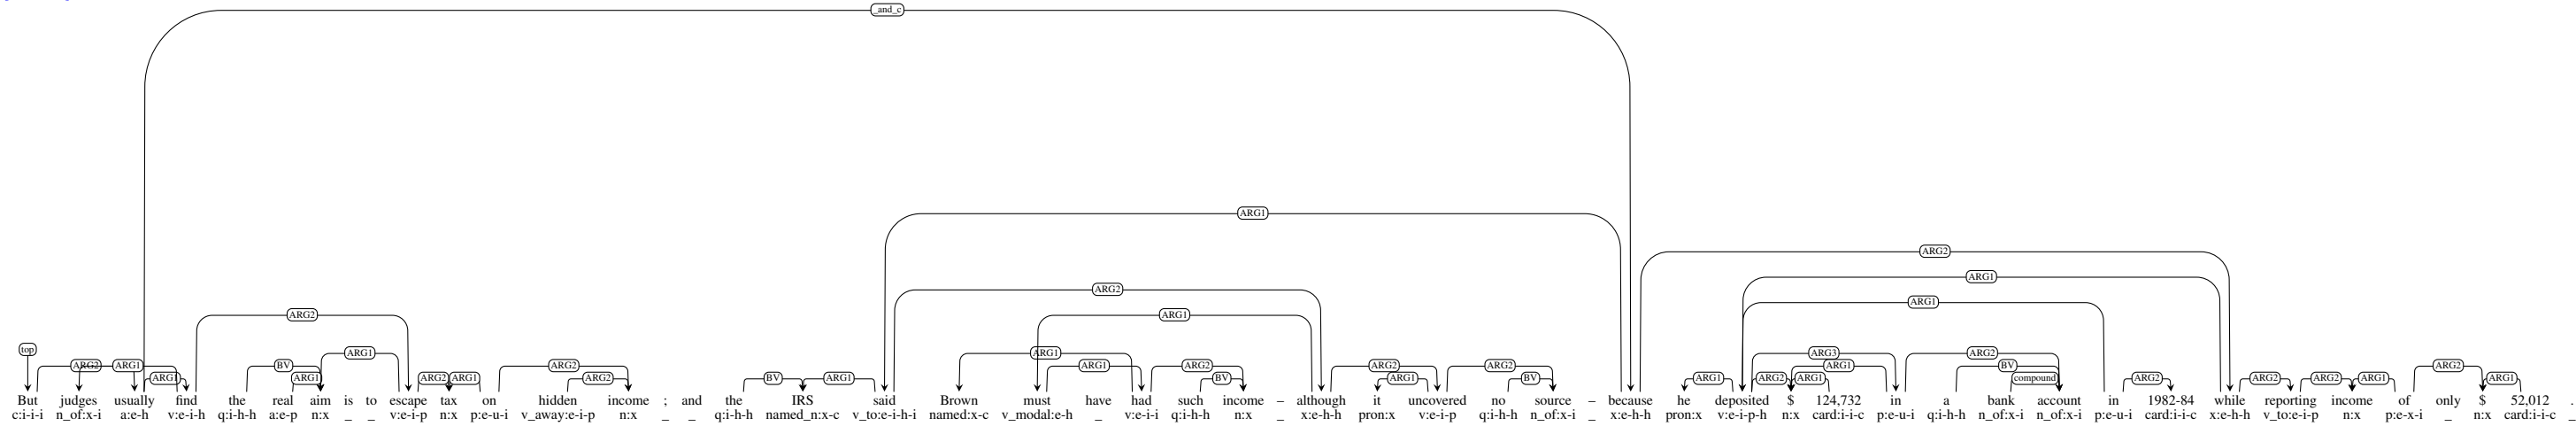 _and_c
ARG1
ARG2
ARG1
ARG2
ARG1
ARG2
ARG1
ARG2
top
ARG1 ARG1 ARG1 ARG3 ARG2
ARG2 ARG1 BV ARG2 ARG1 ARG2 ARG2 ARG2 ARG1 BV ARG2
ARG1 ARG1 ARG2 ARG1 ARG2 BV ARG1 BV ARG1 BV ARG1 ARG2 ARG1 compound ARG2 ARG2 ARG2 ARG1 ARG1
But judges usually find the real aim is to escape tax on hidden income ; and the IRS said Brown must have had such income – although it uncovered no source – because he deposited $ 124,732 in a bank account in 1982-84 while reporting income of only $ 52,012 .
c:i-i-i n_of:x-i a:e-h v:e-i-h q:i-h-h a:e-p n:x _ _ v:e-i-p n:x p:e-u-i v_away:e-i-p n:x _ _ q:i-h-h named_n:x-c v_to:e-i-h-i named:x-c v_modal:e-h _ v:e-i-i q:i-h-h n:x _ x:e-h-h pron:x v:e-i-p q:i-h-h n_of:x-i _ x:e-h-h pron:x v:e-i-p-h n:x card:i-i-c p:e-u-i q:i-h-h n_of:x-i n_of:x-i p:e-u-i card:i-i-c x:e-h-h v_to:e-i-p n:x p:e-x-i _ n:x card:i-i-c _